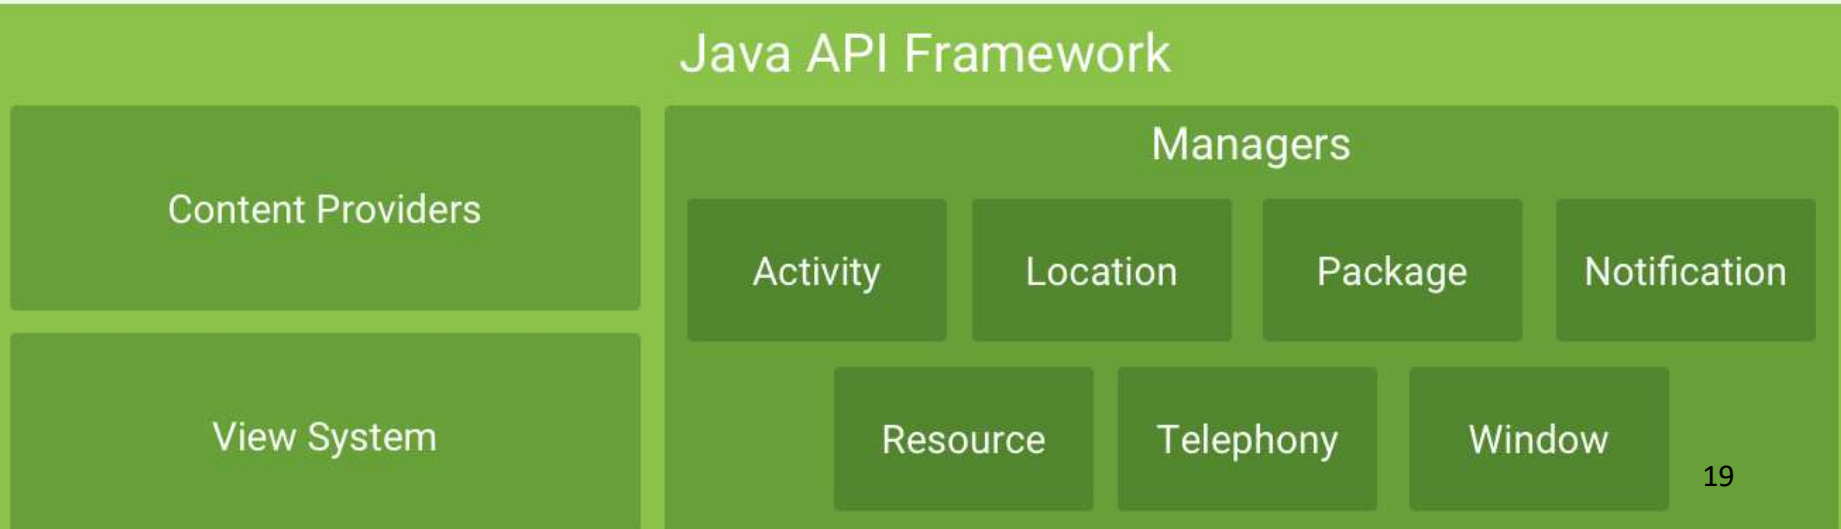 Java API Framework
Content Providers
View System
Managers
Activity Location Package Notification
Resource Telephony Window
19